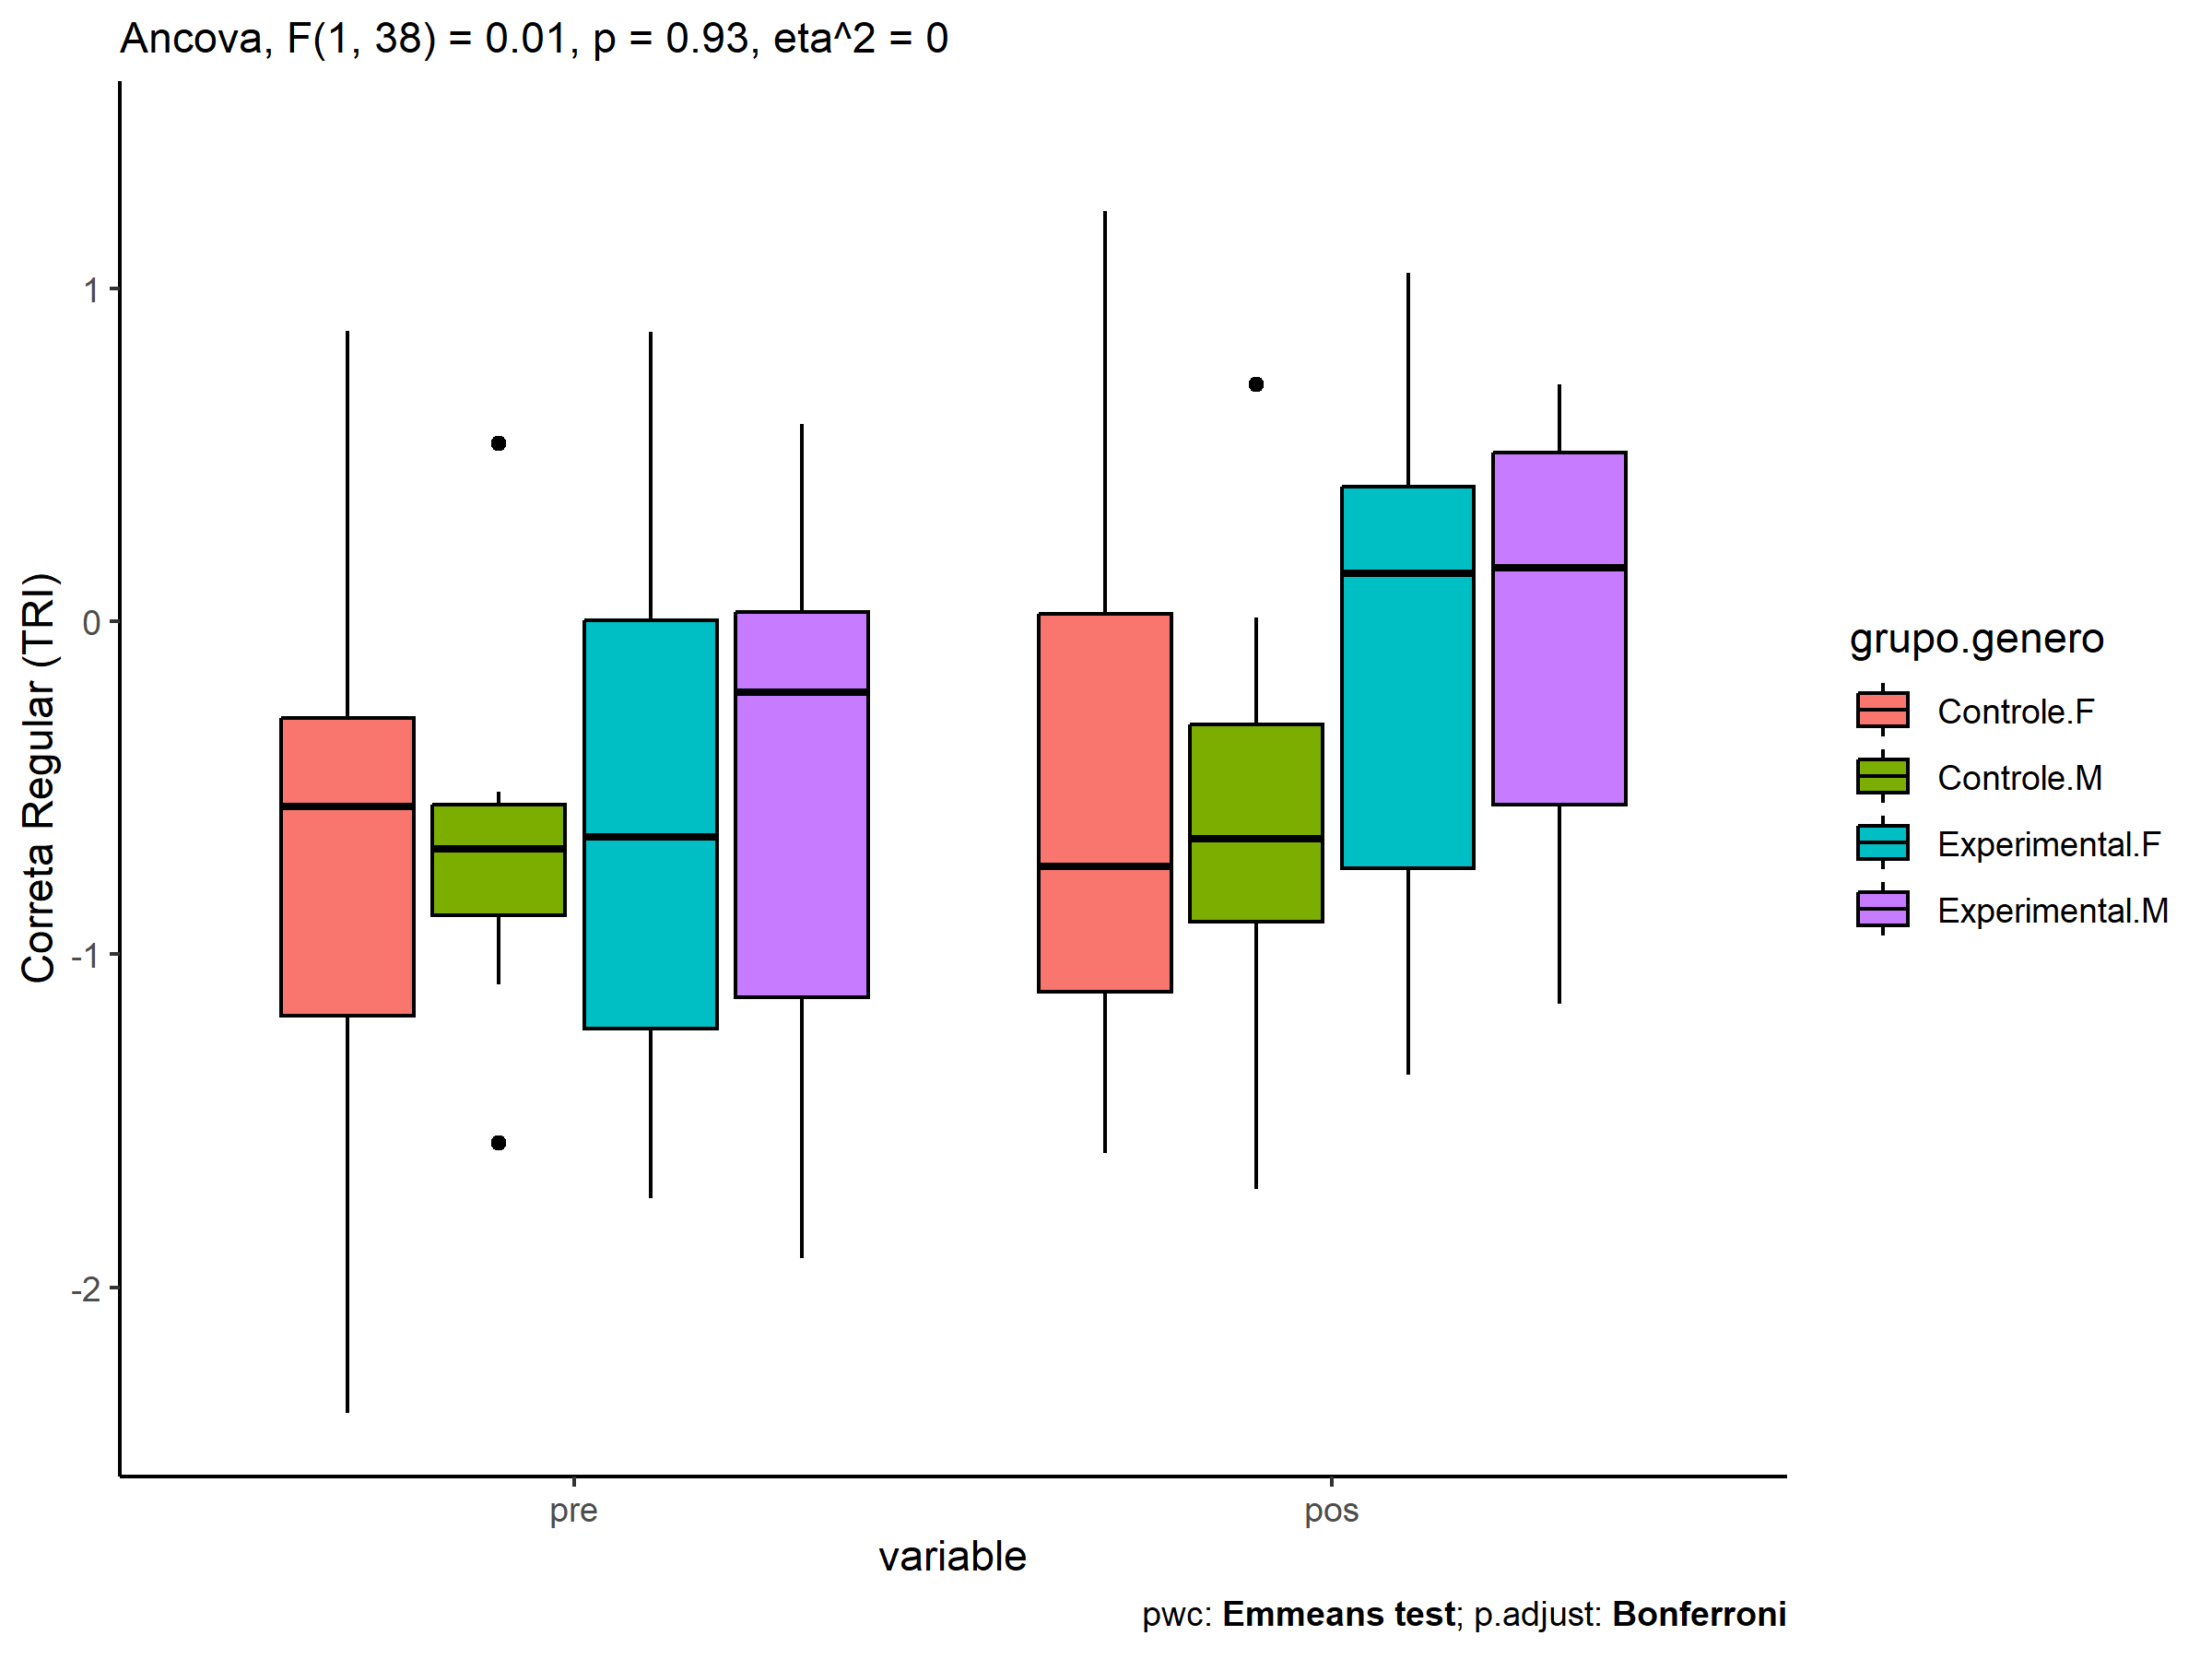 Ancova, F(1, 38) = 0.01, p = 0.93, eta^2 = 0
Correta Regular (TRI)
1
0
-1
-2
pre
pos
variable
grupo.genero
Controle.F
Controle.M
Experimental.F
Experimental.M
pwc: Emmeans test; p.adjust: Bonferroni